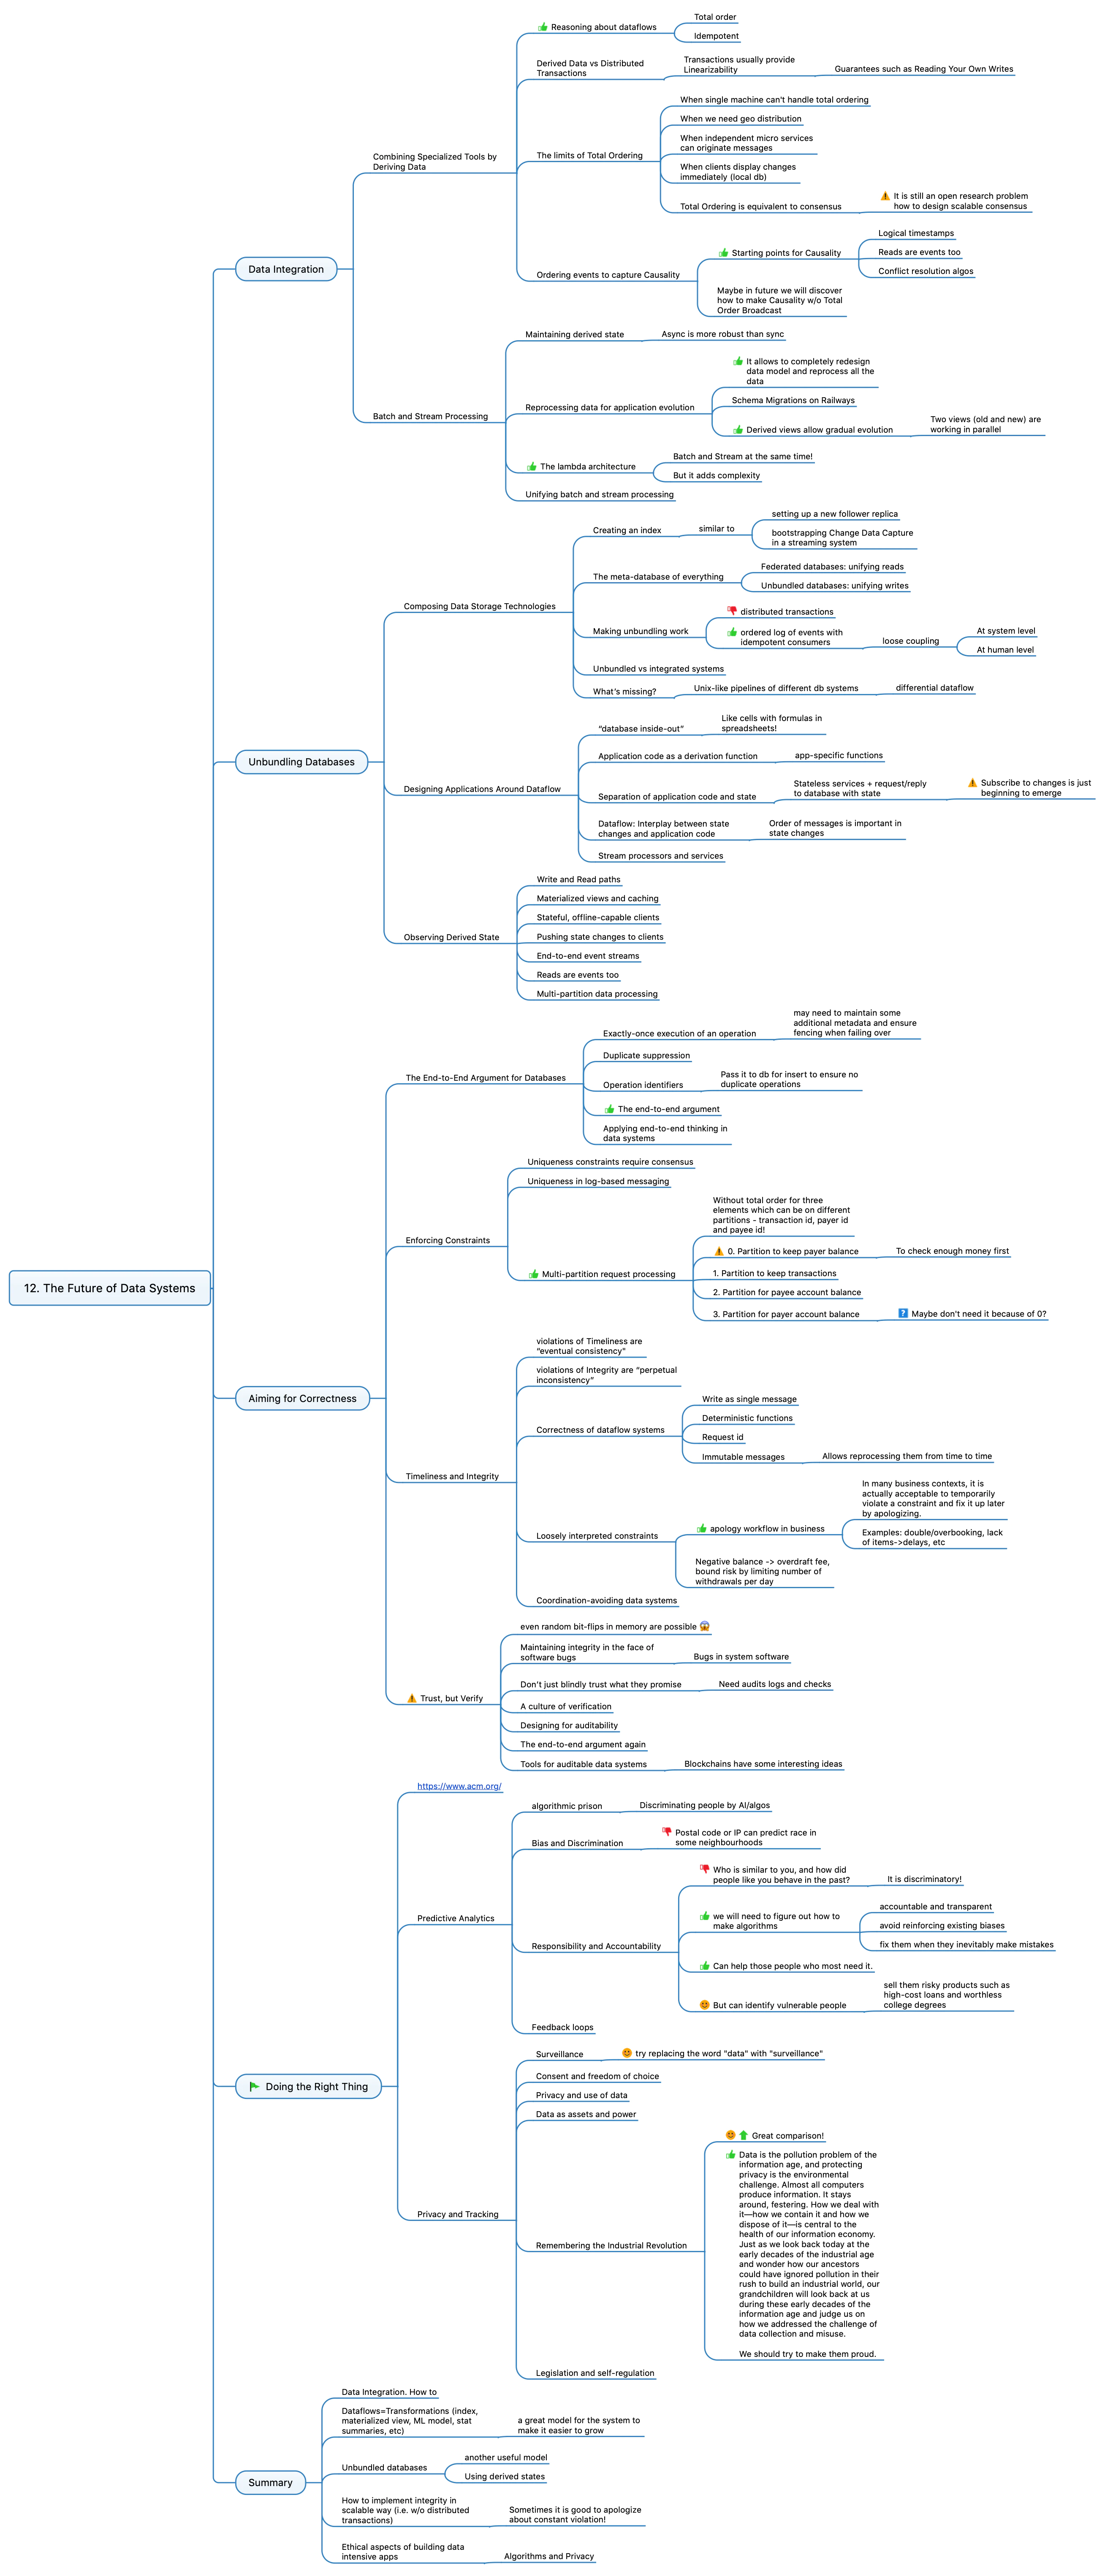 12. The Future of Data Systems
Data Integration
Combining Specialized Tools by
Deriving Data
Reasoning about dataflows
Total order
Idempotent
Derived Data vs Distributed
Transactions
Transactions usually provide
Linearizability
Guarantees such as Reading Your Own Writes
The limits of Total Ordering
When single machine can't handle total ordering
When we need geo distribution
When independent micro services
can originate messages
When clients display changes
immediately (local db)
Total Ordering is equivalent to consensus
It is still an open research problem
how to design scalable consensus
Ordering events to capture Causality
Starting points for Causality
Logical timestamps
Reads are events too
Conflict resolution algos
Maybe in future we will discover
how to make Causality w/o Total
Order Broadcast
Batch and Stream Processing
Maintaining derived state
Async is more robust than sync
Reprocessing data for application evolution
It allows to completely redesign
data model and reprocess all the
data
Schema Migrations on Railways
Derived views allow gradual evolution
Two views (old and new) are
working in parallel
The lambda architecture
Batch and Stream at the same time!
But it adds complexity
Unifying batch and stream processing
Unbundling Databases
Composing Data Storage Technologies
Creating an index
similar to
setting up a new follower replica
bootstrapping Change Data Capture
in a streaming system
The meta-database of everything
Federated databases: unifying reads
Unbundled databases: unifying writes
Making unbundling work
distributed transactions
ordered log of events with
idempotent consumers
loose coupling
At system level
At human level
Unbundled vs integrated systems
What's missing?
Unix-like pipelines of different db systems
differential dataflow
Designing Applications Around Dataflow
“database inside-out”
Like cells with formulas in
spreadsheets!
Application code as a derivation function
app-specific functions
Separation of application code and state
Stateless services + request/reply
to database with state
Subscribe to changes is just
beginning to emerge
Dataflow: Interplay between state
changes and application code
Order of messages is important in
state changes
Stream processors and services
Observing Derived State
Write and Read paths
Materialized views and caching
Stateful, offline-capable clients
Pushing state changes to clients
End-to-end event streams
Reads are events too
Multi-partition data processing
Aiming for Correctness
The End-to-End Argument for Databases
Exactly-once execution of an operation
may need to maintain some
additional metadata and ensure
fencing when failing over
Duplicate suppression
Operation identifiers
Pass it to db for insert to ensure no
duplicate operations
The end-to-end argument
Applying end-to-end thinking in
data systems
Enforcing Constraints
Uniqueness constraints require consensus
Uniqueness in log-based messaging
Multi-partition request processing
Without total order for three
elements which can be on different
partitions - transaction id, payer id
and payee id!
0. Partition to keep payer balance
To check enough money first
1. Partition to keep transactions
2. Partition for payee account balance
3. Partition for payer account balance
Maybe don't need it because of 0?
Timeliness and Integrity
violations of Timeliness are
“eventual consistency”
violations of Integrity are “perpetual
inconsistency”
Correctness of dataflow systems
Write as single message
Deterministic functions
Request id
Immutable messages
Allows reprocessing them from time to time
Loosely interpreted constraints
apology workflow in business
In many business contexts, it is
actually acceptable to temporarily
violate a constraint and fix it up later
by apologizing.
Examples: double/overbooking, lack
of items->delays, etc
Negative balance -> overdraft fee,
bound risk by limiting number of
withdrawals per day
Coordination-avoiding data systems
Trust, but Verify
even random bit-flips in memory are possible 😱
Maintaining integrity in the face of
software bugs
Bugs in system software
Don't just blindly trust what they promise
Need audits logs and checks
A culture of verification
Designing for auditability
The end-to-end argument again
Tools for auditable data systems
Blockchains have some interesting ideas
Doing the Right Thing
https://www.acm.org/
Predictive Analytics
algorithmic prison
Discriminating people by AI/algos
Bias and Discrimination
Postal code or IP can predict race in
some neighbourhoods
Responsibility and Accountability
Who is similar to you, and how did
people like you behave in the past?
It is discriminatory!
we will need to figure out how to
make algorithms
accountable and transparent
avoid reinforcing existing biases
fix them when they inevitably make mistakes
Can help those people who most need it.
But can identify vulnerable people
sell them risky products such as
high-cost loans and worthless
college degrees
Feedback loops
Privacy and Tracking
Surveillance
try replacing the word "data" with "surveillance"
Consent and freedom of choice
Privacy and use of data
Data as assets and power
Remembering the Industrial Revolution
Great comparison!
Data is the pollution problem of the
information age, and protecting
privacy is the environmental
challenge. Almost all computers
produce information. It stays
around, festering. How we deal with
it—how we contain it and how we
dispose of it—is central to the
health of our information economy.
Just as we look back today at the
early decades of the industrial age
and wonder how our ancestors
could have ignored pollution in their
rush to build an industrial world, our
grandchildren will look back at us
during these early decades of the
information age and judge us on
how we addressed the challenge of
data collection and misuse.
We should try to make them proud.
Legislation and self-regulation
Summary
Data Integration. How to
Dataflows=Transformations (index,
materialized view, ML model, stat
summaries, etc)
a great model for the system to
make it easier to grow
Unbundled databases
another useful model
Using derived states
How to implement integrity in
scalable way (i.e. w/o distributed
transactions)
Sometimes it is good to apologize
about constant violation!
Ethical aspects of building data
intensive apps
Algorithms and Privacy